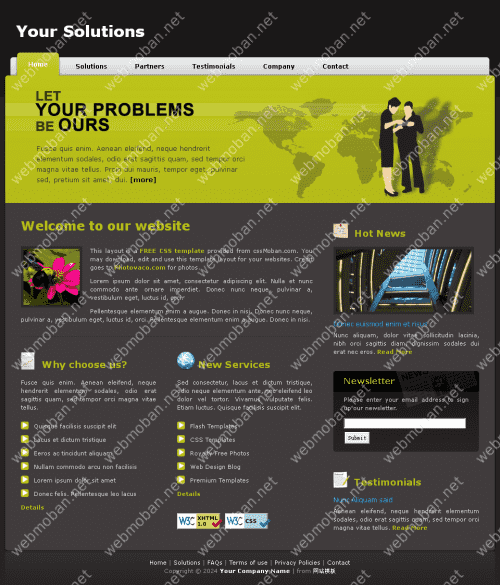 Your Solutions
Home Solutions Partners Testimonials Company Contact
LET
YOUR PROBLEMS
BE OURS
Fusce quis enim. Aenean eleifend, neque hendrerit
elementum sodales, odio erat sagittis quam, sed tempor orci
magna vitae tellus. Proin dui mauris, tempor eget, pulvinar
sed, pretium sit amet, dui. [more]
Welcome to our website
This layout is a FREE CSS template provided from cssMoban.com. You
may download, edit and use this template layout for your websites. Credit
goes to Photovaco.com for photos.
Lorem ipsum dolor sit amet, consectetur adipiscing elit. Nulla et nunc
commodo ante ornare imperdiet. Donec nunc neque, pulvinar a,
vestibulum eget, luctus id, orci.
Pellentesque elementum enim a augue. Donec in nisi. Donec nunc neque,
pulvinar a, vestibulum eget, luctus id, orci. Pellentesque elementum enim a augue. Donec in nisi.
Why choose us?
Fusce quis enim. Aenean eleifend, neque
hendrerit elementum sodales, odio erat
sagittis quam, sed tempor orci magna vitae
tellus.
Quisque facilisis suscipit elit
Lacus et dictum tristique
Eeros ac tincidunt aliquam
Nullam commodo arcu non facilisis
Lorem ipsum dolor sit amet
Donec felis. Pellentesque leo lacus
Details
New Services
Sed consectetur, lacus et dictum tristique,
odio neque elementum ante, nec eleifend leo
dolor vel tortor. Vivamus vulputate felis.
Etiam luctus. Quisque facilisis suscipit elit.
Flash Templates
CSS Templates
Royalty Free Photos
Web Design Blog
Premium Templates
Details
W3C XHTML 1.0
W3C CSS
Hot News
Donec euismod enim et risus
Nunc aliquam, dolor vitae sollicitudin lacinia,
nibh orci sagittis diam, dignissim sodales dui
erat nec eros. Read More
Newsletter
Please enter your email address to sign
up our newsletter.
Submit
Testimonials
Nunc Aliquam said
Aenean eleifend, neque hendrerit elementum
sodales, odio erat sagittis quam, sed tempor orci
magna vitae tellus. Read More
Home | Solutions | FAQs | Terms of use | Privacy Policies | Contact
Copyright © 2024 Your Company Name | from 网站模板
webmoban.net